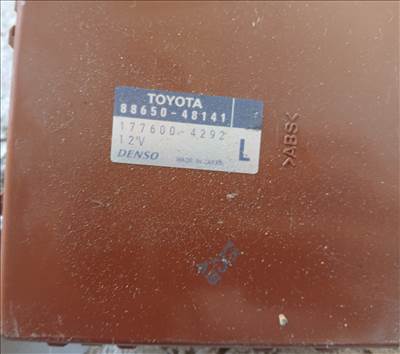 TOYOTA
88650-48141
177600-4292
12V
L
DENSO
MADE IN JAPAN
>ABS<